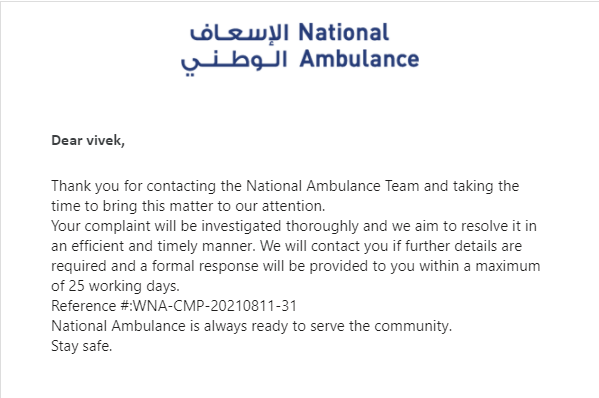 الإسعاف National
الوطني Ambulance
Dear vivek,
Thank you for contacting the National Ambulance Team and taking the
time to bring this matter to our attention.
Your complaint will be investigated thoroughly and we aim to resolve it in
an efficient and timely manner. We will contact you if further details are
required and a formal response will be provided to you within a maximum
of 25 working days.
Reference #:WNA-CMP-20210811-31
National Ambulance is always ready to serve the community.
Stay safe.